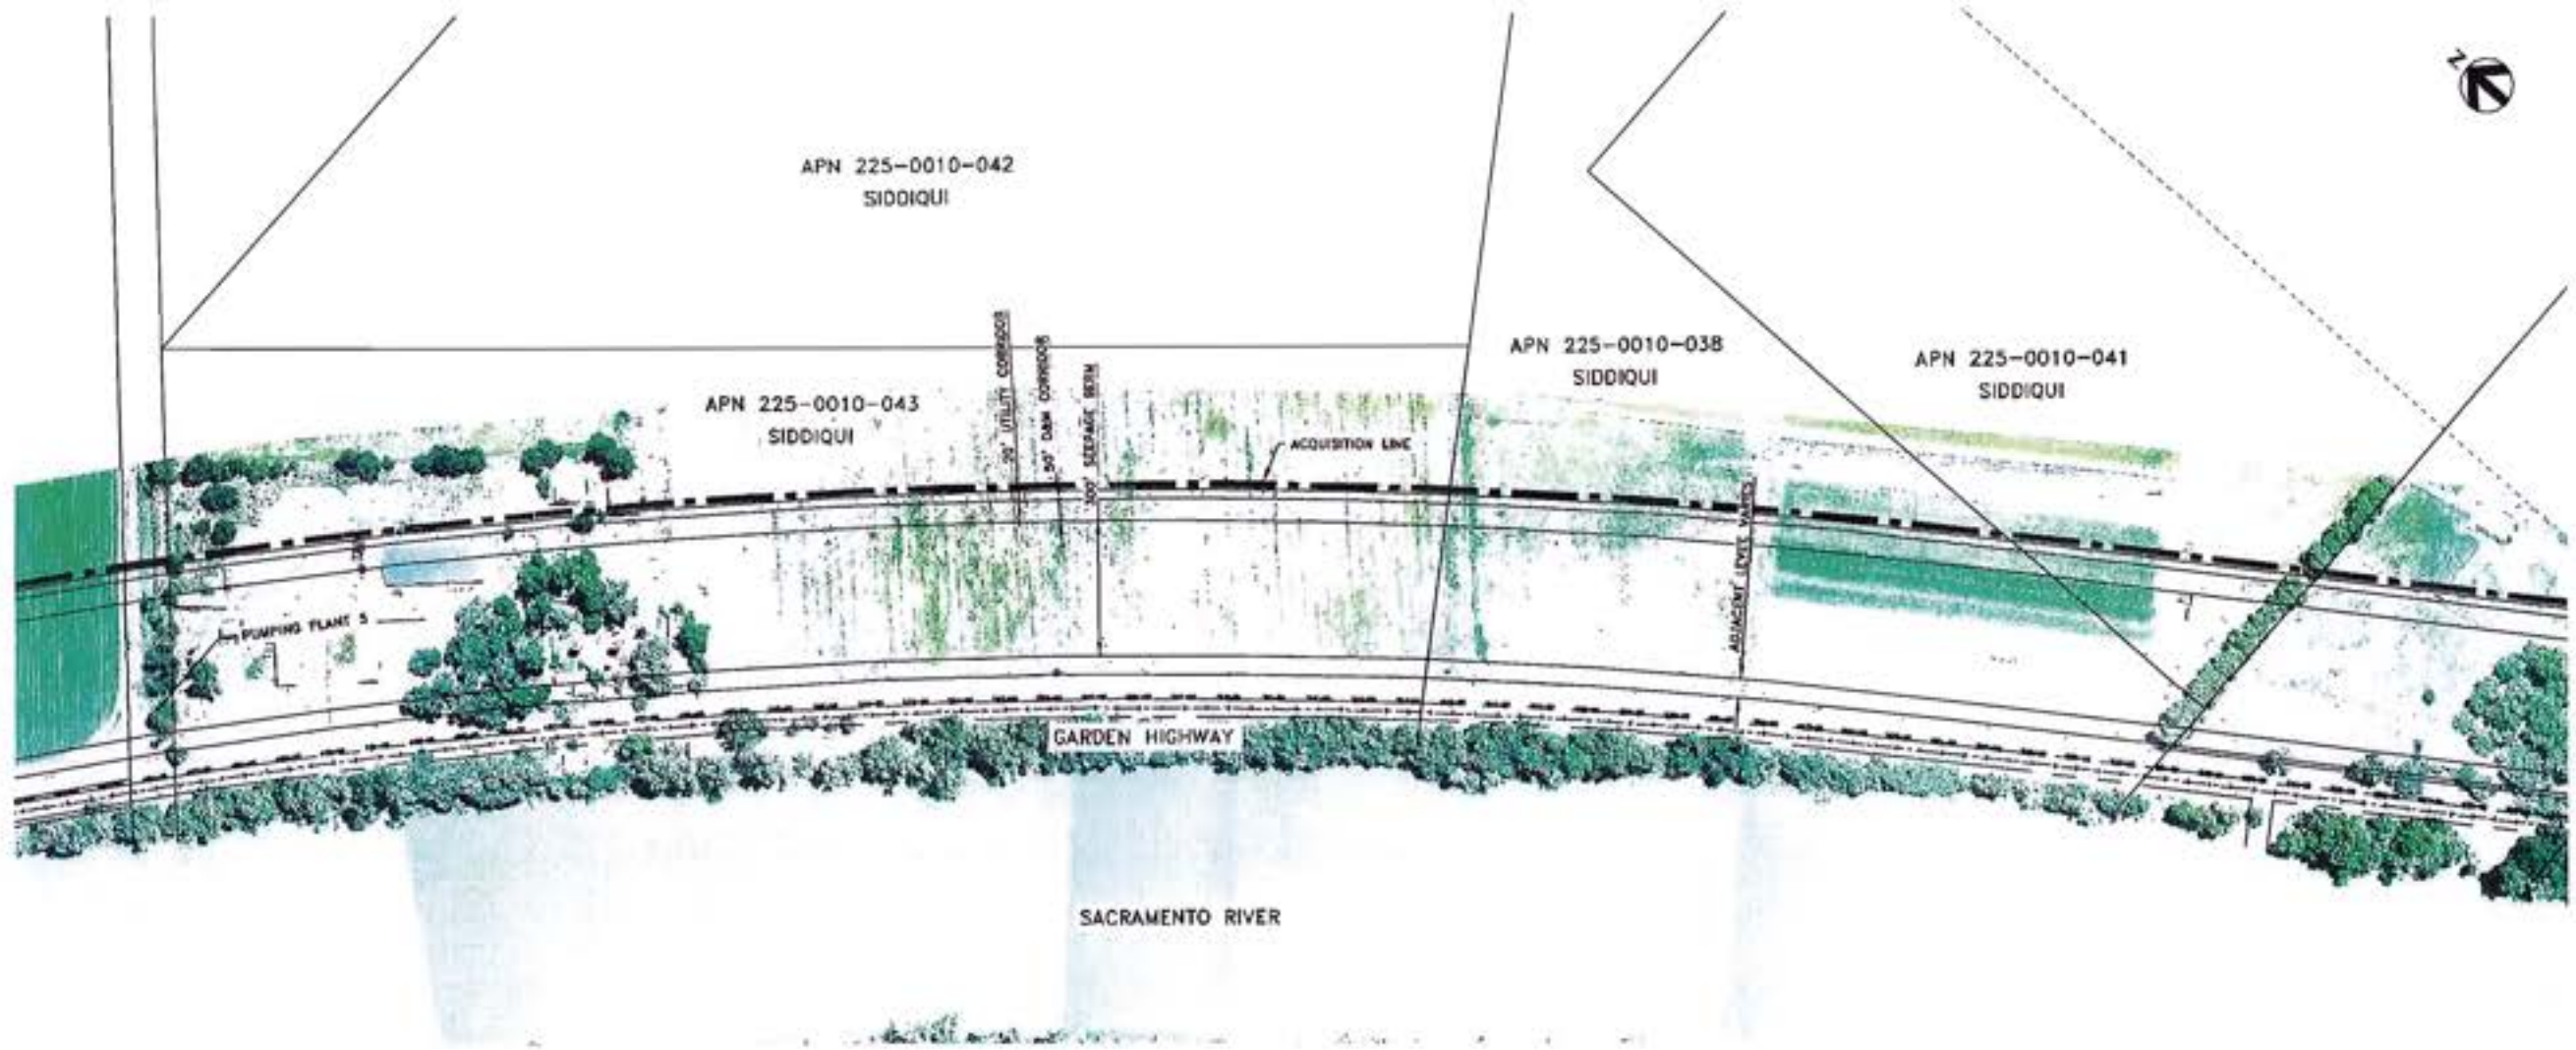 Z
APN 225-0010-042
SIDDIQUI
APN 225-0010-043
SIDDIQUI
20' UTILITY CORRIDOR
50' O&M CORRIDOR
300' SEEPAGE BERM
ACQUISITION LINE
APN 225-0010-038
SIDDIQUI
APN 225-0010-041
SIDDIQUI
ADJACENT LEVEL
PUMPING PLANT 5
GARDEN HIGHWAY
SACRAMENTO RIVER